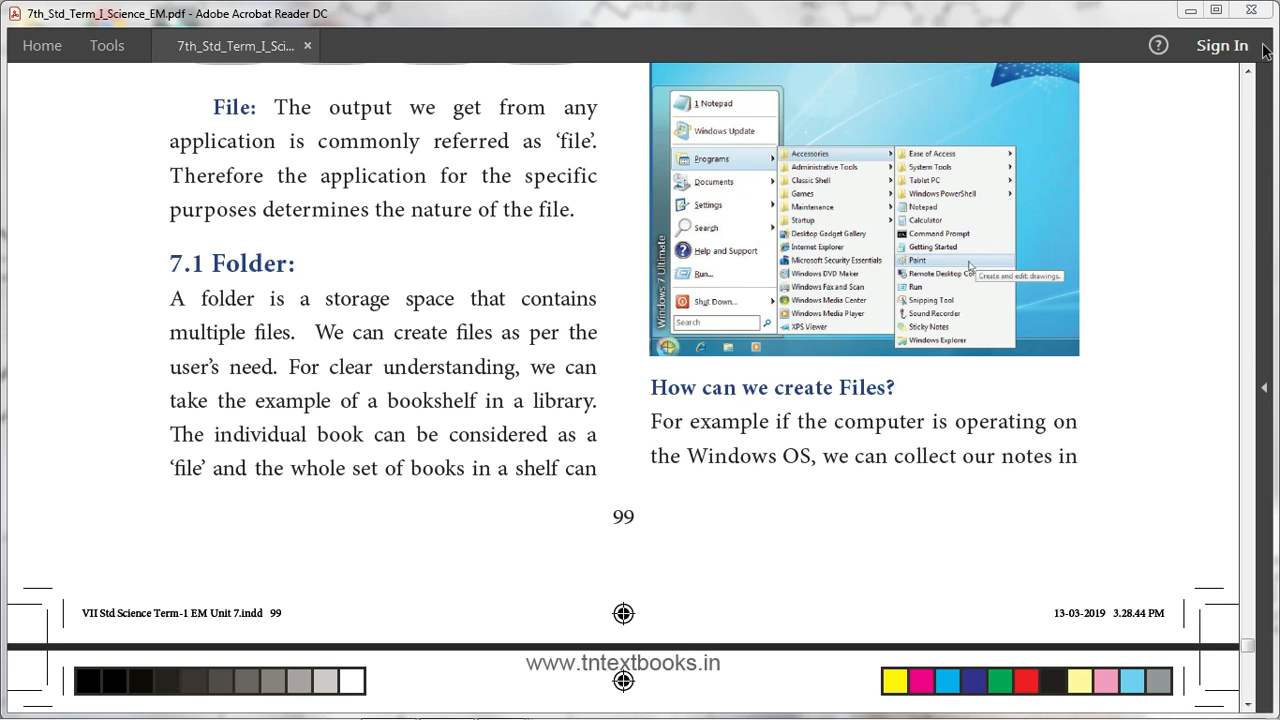 7th_Std_Term_I_Science_EM.pdf - Adobe Acrobat Reader DC
Home
Tools
7th_Std_Term_I_Sci...
×
?
Sign In
File: The output we get from any
application is commonly referred as ‘file’.
Therefore the application for the specific
purposes determines the nature of the file.
7.1 Folder:
A folder is a storage space that contains
multiple files. We can create files as per the
user’s need. For clear understanding, we can
take the example of a bookshelf in a library.
The individual book can be considered as a
‘file’ and the whole set of books in a shelf can
1 Notepad
Windows Update
Programs
Documents
Settings
Search
Help and Support
Run...
Shut Down...
Search
Windows 7 Ultimate
Accessories
Administrative Tools
Classic Shell
Games
Maintenance
Startup
Desktop Gadget Gallery
Internet Explorer
Microsoft Security Essentials
Windows DVD Maker
Windows Fax and Scan
Windows Media Center
Windows Media Player
XPS Viewer
Ease of Access
System Tools
Tablet PC
Windows PowerShell
Notepad
Calculator
Command Prompt
Getting Started
Paint
Remote Desktop Co
Create and edit drawings.
Run
Snipping Tool
Sound Recorder
Sticky Notes
Windows Explorer
How can we create Files?
For example if the computer is operating on
the Windows OS, we can collect our notes in
99
VII Std Science Term-1 EM Unit 7.indd 99
13-03-2019 3.28.44 PM
www.tntextbooks.in